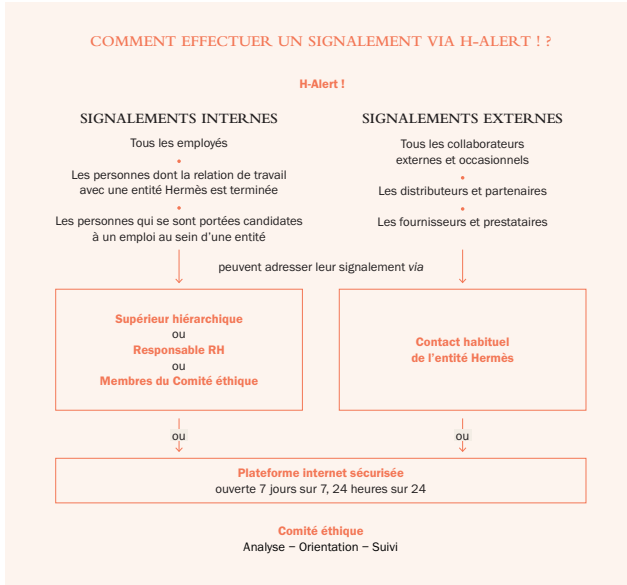 COMMENT EFFECTUER UN SIGNALEMENT VIA H-ALERT ! ?
H-Alert !
SIGNALEMENTS INTERNES
Tous les employés
•
Les personnes dont la relation de travail
avec une entité Hermès est terminée
•
Les personnes qui se sont portées candidates
à un emploi au sein d'une entité
SIGNALEMENTS EXTERNES
Tous les collaborateurs
externes et occasionnels
•
Les distributeurs et partenaires
•
Les fournisseurs et prestataires
peuvent adresser leur signalement via
Supérieur hiérarchique
ou
Responsable RH
ou
Membres du Comité éthique
Contact habituel
de l'entité Hermès
ou
ou
Plateforme internet sécurisée
ouverte 7 jours sur 7, 24 heures sur 24
Comité éthique
Analyse – Orientation – Suivi